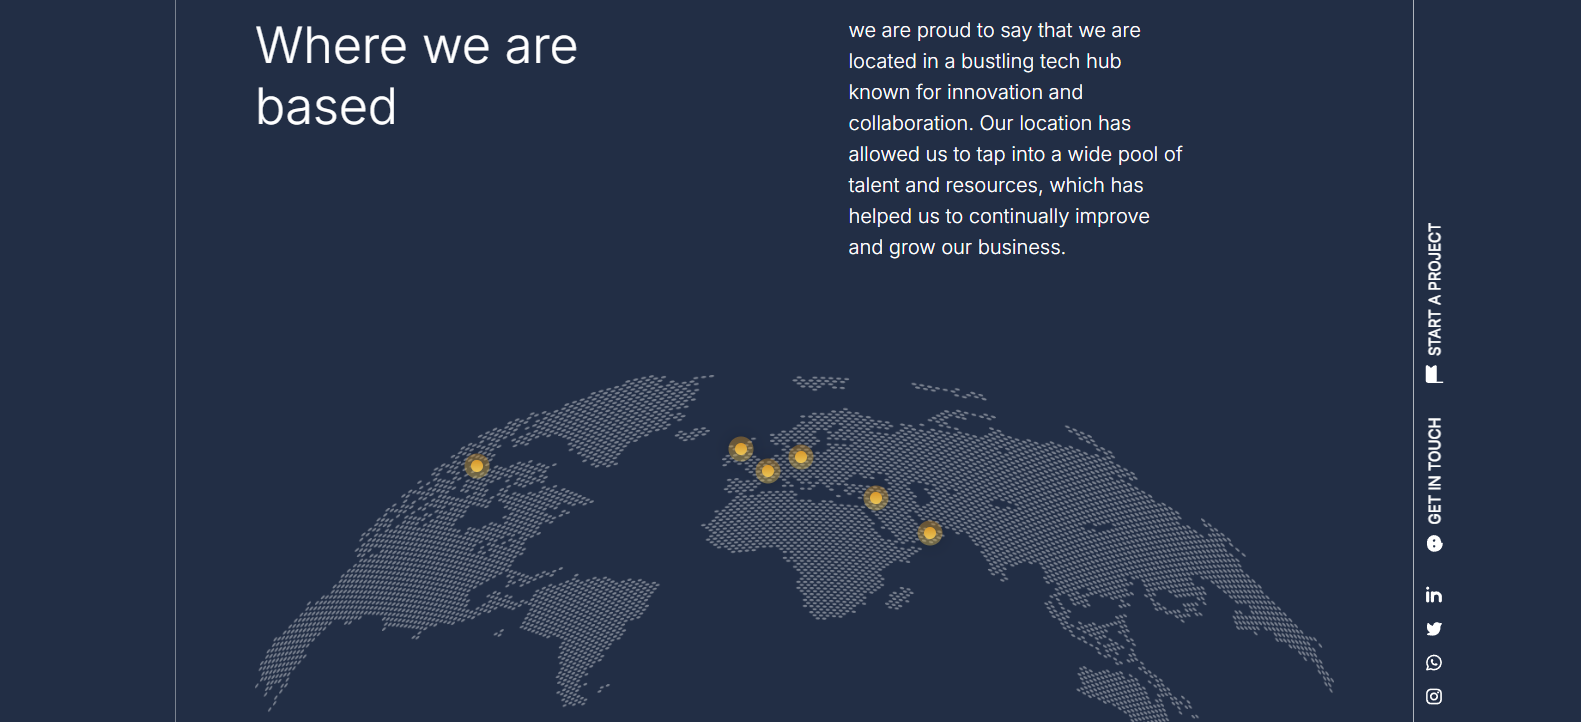 Where we are
based
we are proud to say that we are
located in a bustling tech hub
known for innovation and
collaboration. Our location has
allowed us to tap into a wide pool of
talent and resources, which has
helped us to continually improve
and grow our business.
START A PROJECT
GET IN TOUCH